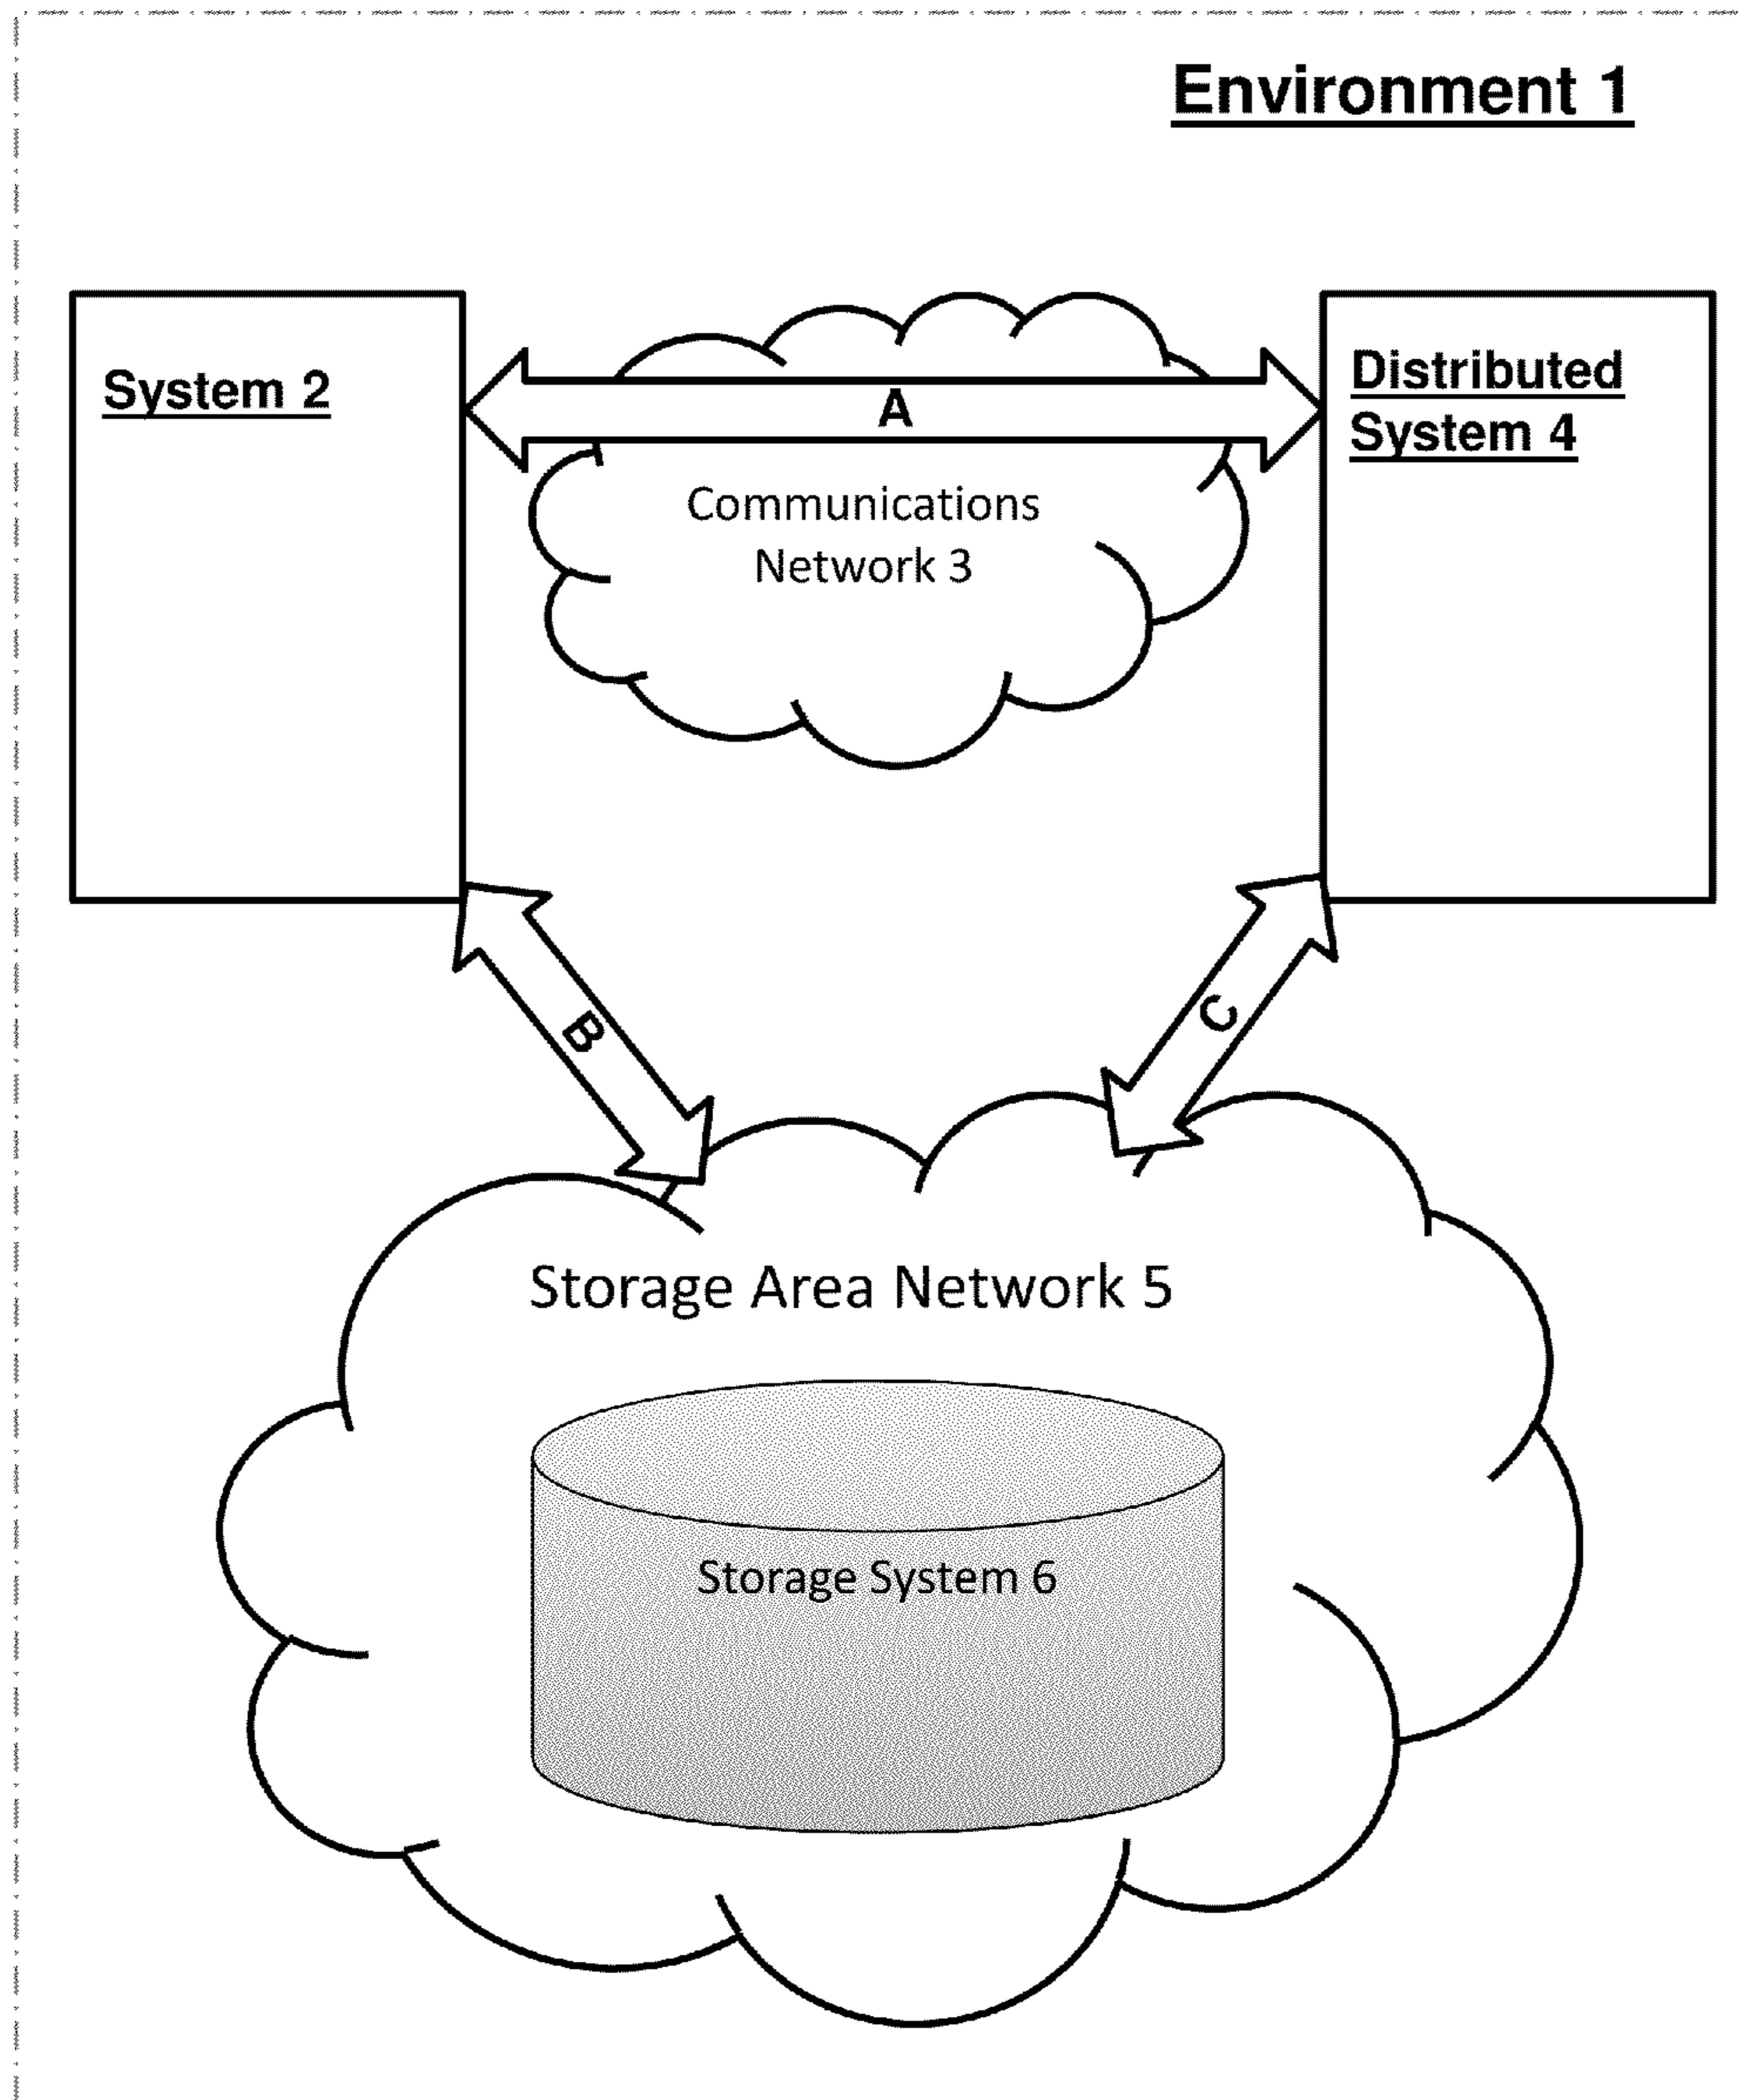 Environment 1
System 2
A
Distributed
System 4
Communications
Network 3
B
C
Storage Area Network 5
Storage System 6